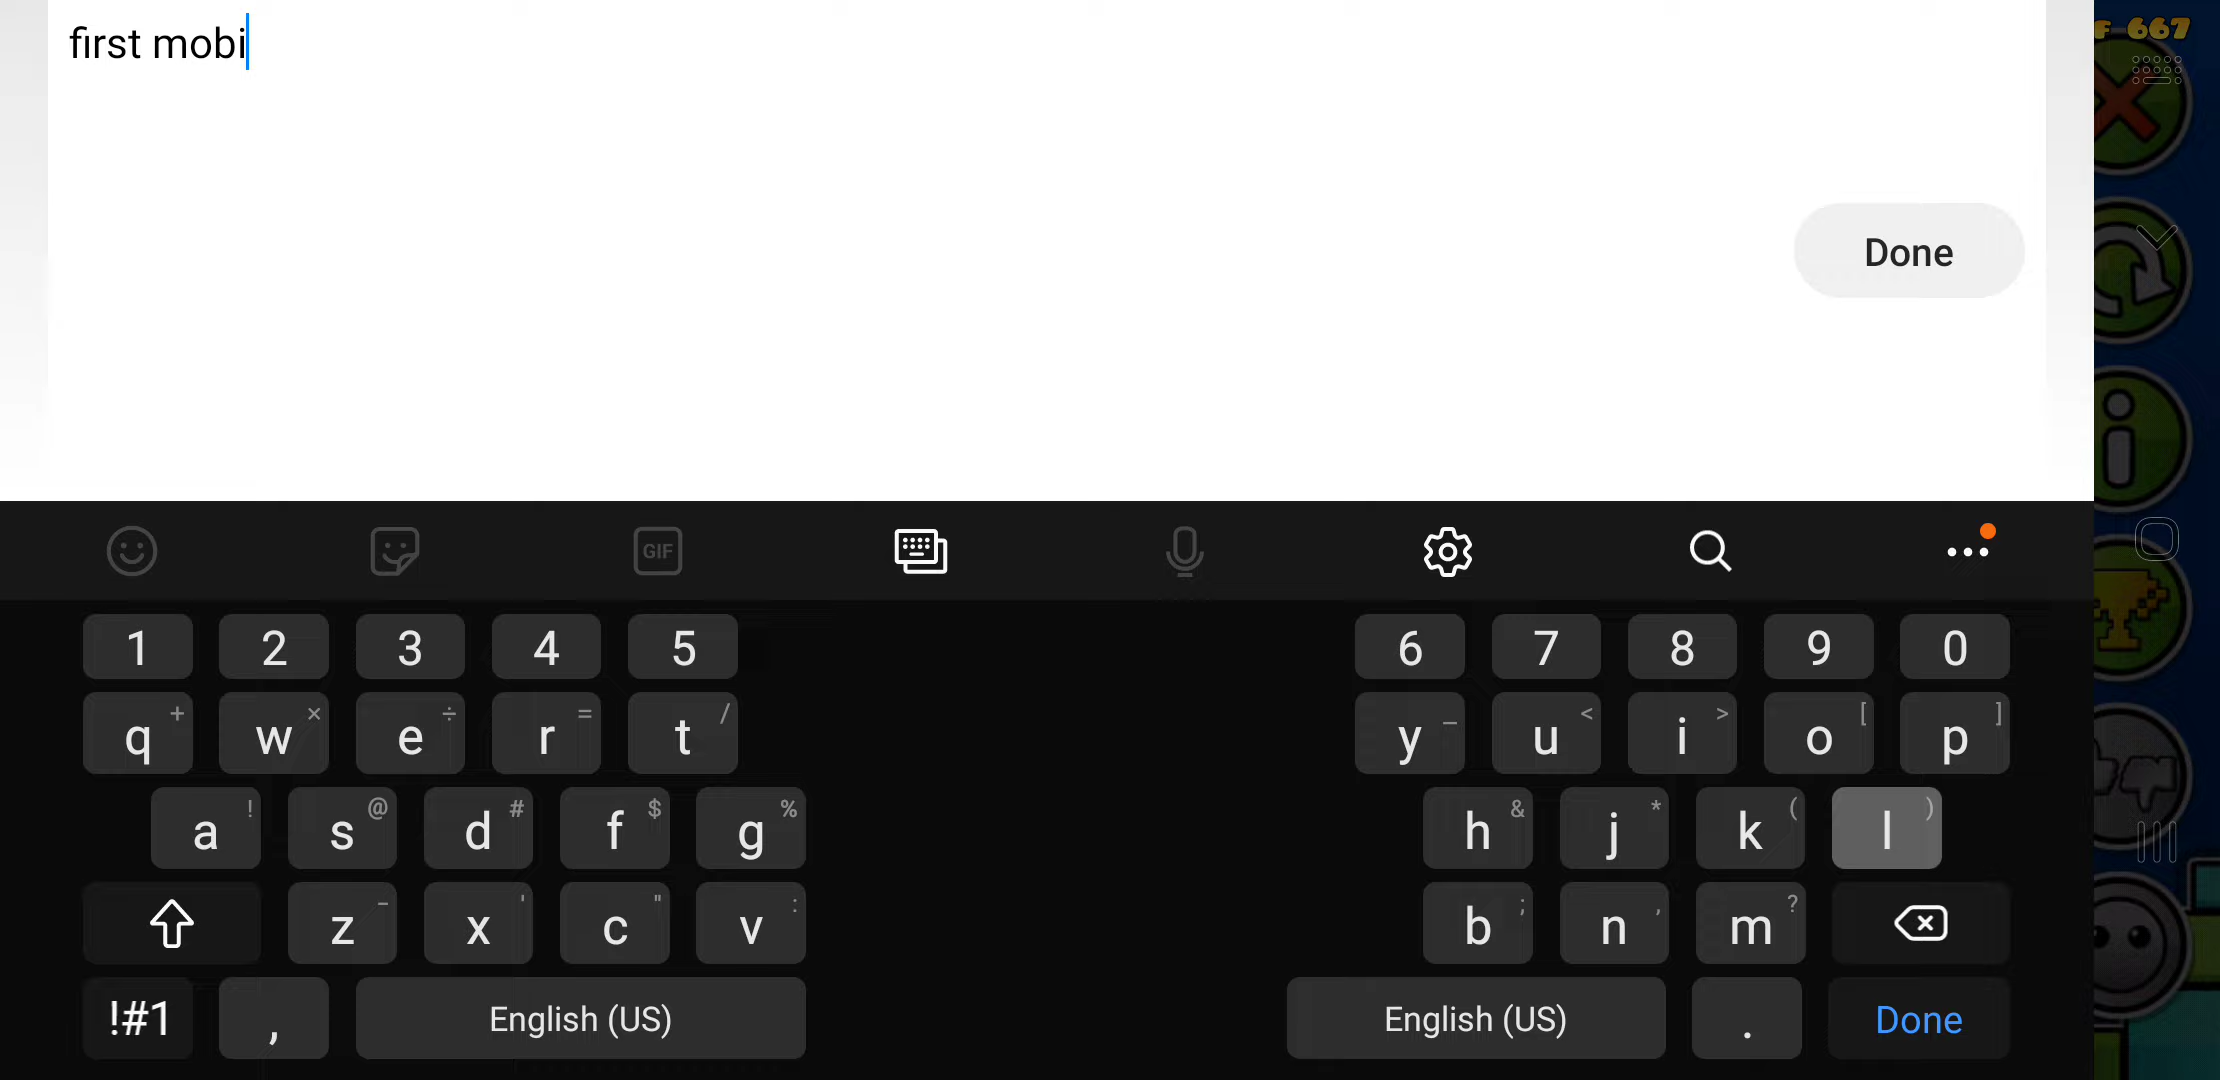 first mobi
F 667
Done
GIF
1 2 3 4 5 6 7 8 9 0
q + w × e ÷ r = t / y _ u < i > o [ p ]
a ! s @ d # f $ g % h & j * k ( l )
z - x ' c " v : b ; n , m ?
!#1 , English (US) English (US) . Done